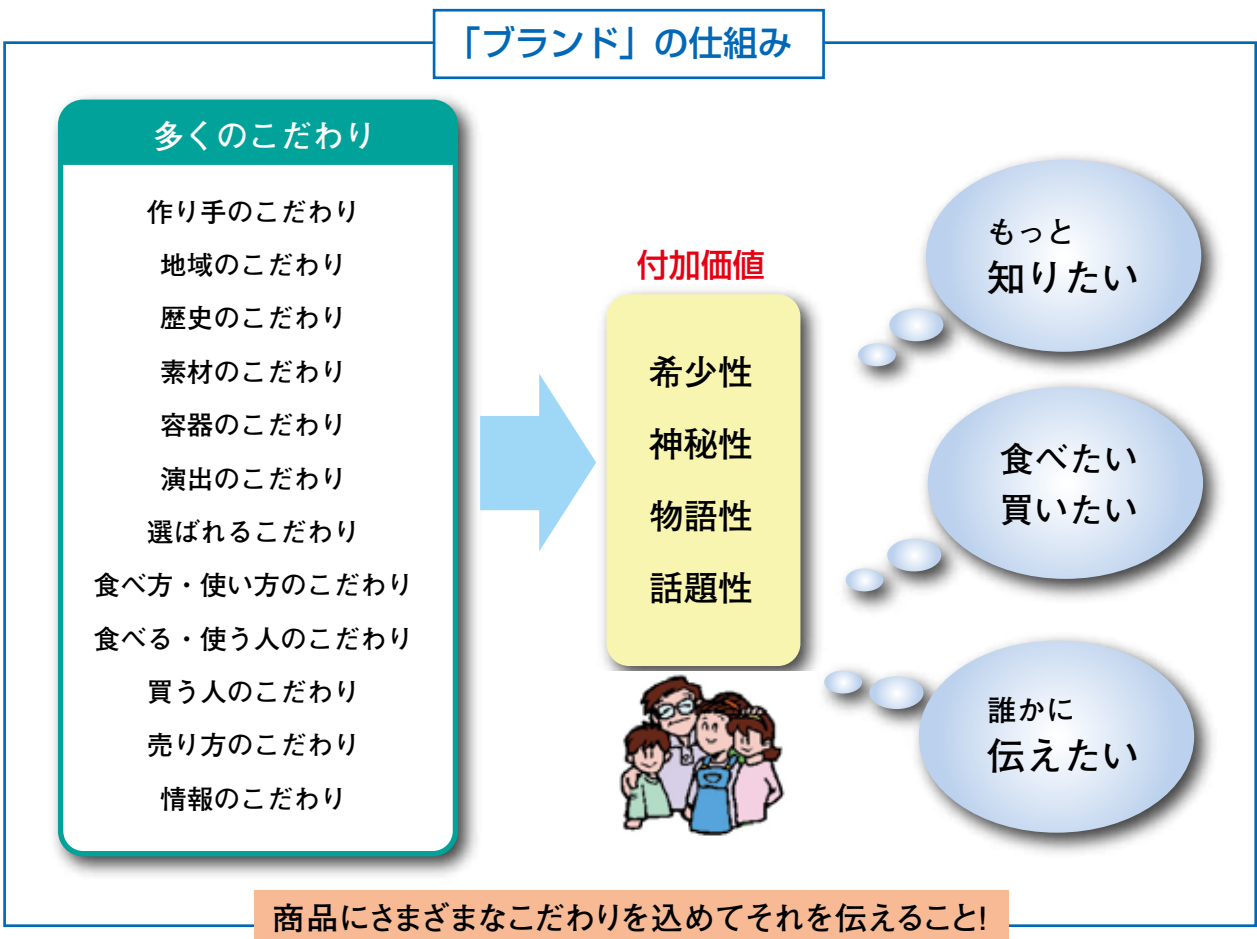 「ブランド」の仕組み
多くのこだわり
作り手のこだわり
地域のこだわり
歴史のこだわり
素材のこだわり
容器のこだわり
演出のこだわり
選ばれるこだわり
食べ方・使い方のこだわり
食べる・使う人のこだわり
買う人のこだわり
売り方のこだわり
情報のこだわり
付加価値
希少性
神秘性
物語性
話題性
もっと
知りたい
食べたい
買いたい
誰かに
伝えたい
商品にさまざまなこだわりを込めてそれを伝えること!